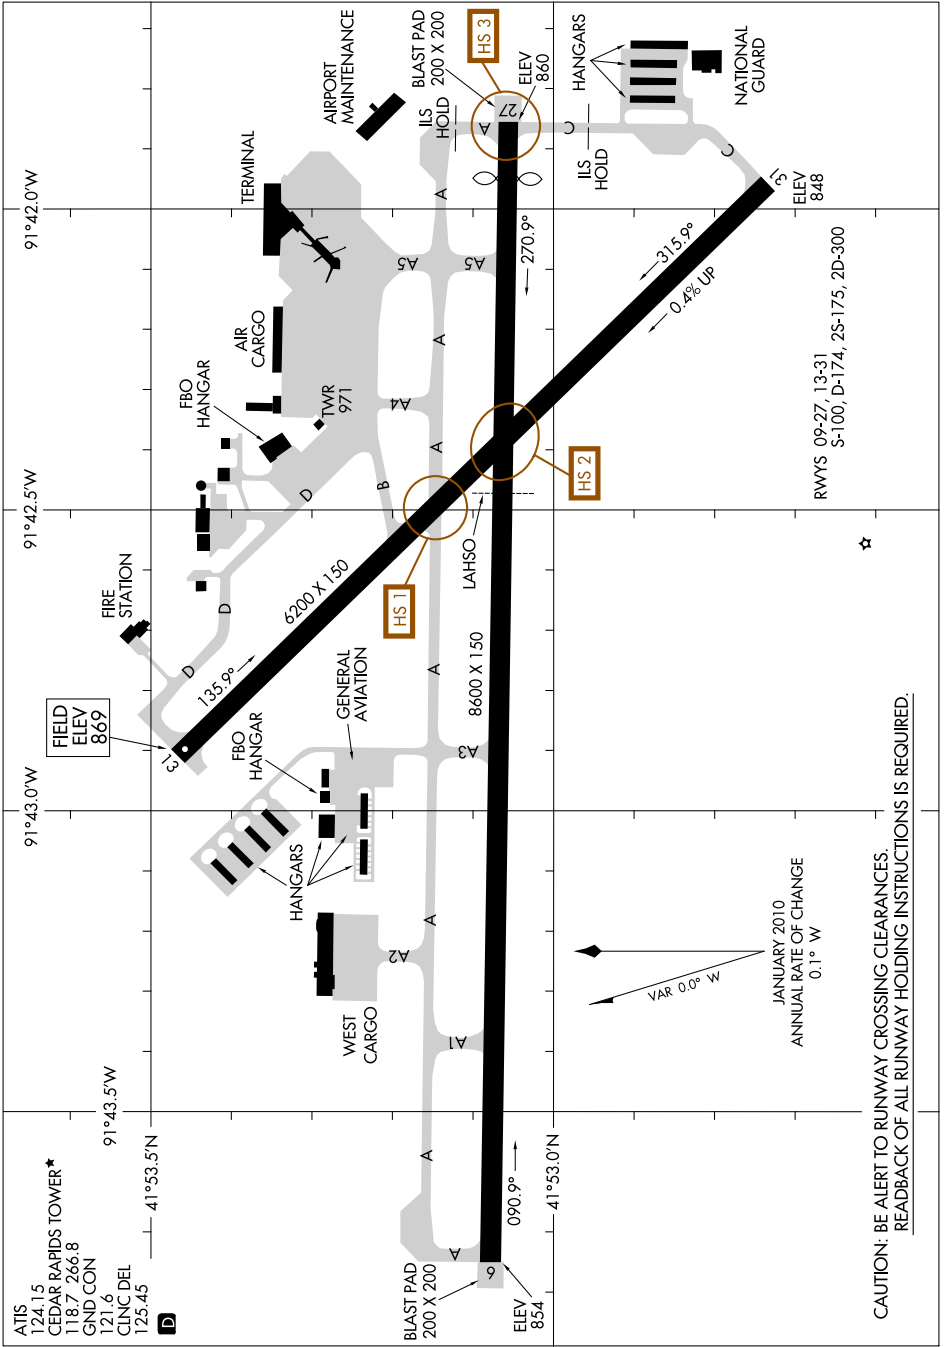 ATIS
124.15
CEDAR RAPIDS TOWER★
118.7 266.8
GND CON
121.6
CLNC DEL
125.45
D
91°43.5'W
91°43.0'W
91°42.5'W
91°42.0'W
41°53.5'N
41°53.0'N
FIELD
ELEV
869
13
FIRE
STATION
D
D
D
135.9°
6200 X 150
FBO
HANGAR
GENERAL
AVIATION
HANGARS
WEST
CARGO
FBO
HANGAR
AIR
CARGO
TERMINAL
AIRPORT
MAINTENANCE
TWR
971
B
A4
A5
A5
A
A
A
A
A
A
A
A
A
A1
A2
A3
HS 1
HS 2
HS 3
LAHSO
8600 X 150
BLAST PAD
200 X 200
9
ELEV
854
090.9°
BLAST PAD
200 X 200
27
ELEV
860
270.9°
ILS
HOLD
ILS
HOLD
C
C
HANGARS
NATIONAL
GUARD
31
ELEV
848
315.9°
0.4% UP
RWYS 09-27, 13-31
S-100, D-174, 2S-175, 2D-300
VAR 0.0° W
JANUARY 2010
ANNUAL RATE OF CHANGE
0.1° W
CAUTION: BE ALERT TO RUNWAY CROSSING CLEARANCES.
READBACK OF ALL RUNWAY HOLDING INSTRUCTIONS IS REQUIRED.